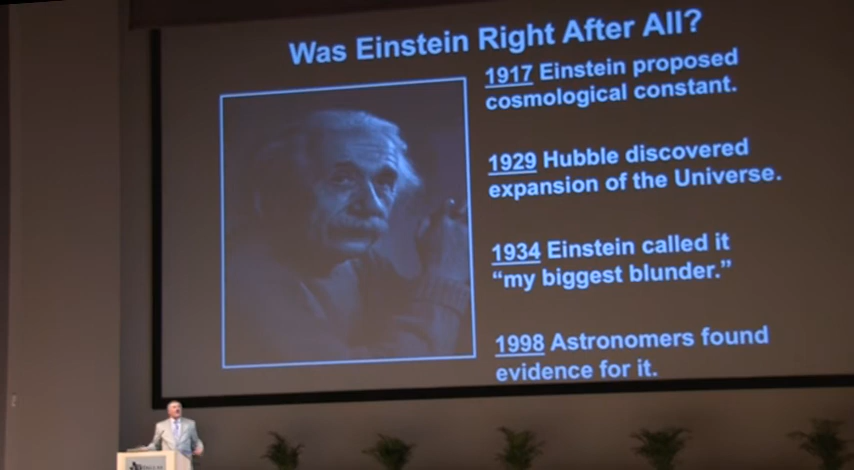 Was Einstein Right After All?
1917 Einstein proposed
cosmological constant.
1929 Hubble discovered
expansion of the Universe.
1934 Einstein called it
“my biggest blunder.”
1998 Astronomers found
evidence for it.